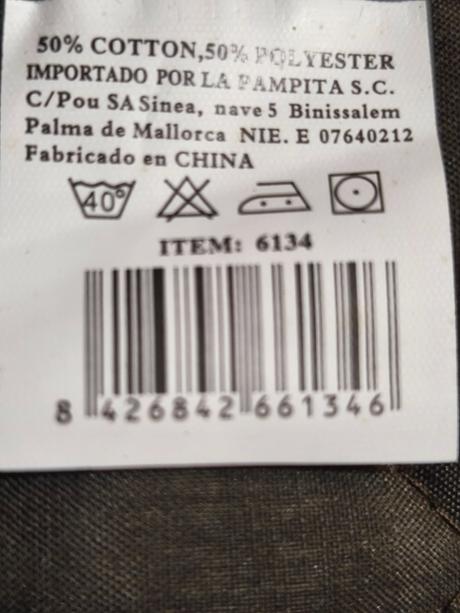 50% COTTON,50% POLYESTER
IMPORTADO POR LA PAMPITA S.C.
C/Pou SA Sinea, nave 5 Binissalem
Palma de Mallorca NIE. E 07640212
Fabricado en CHINA
40°
ITEM: 6134
8 426842 661346